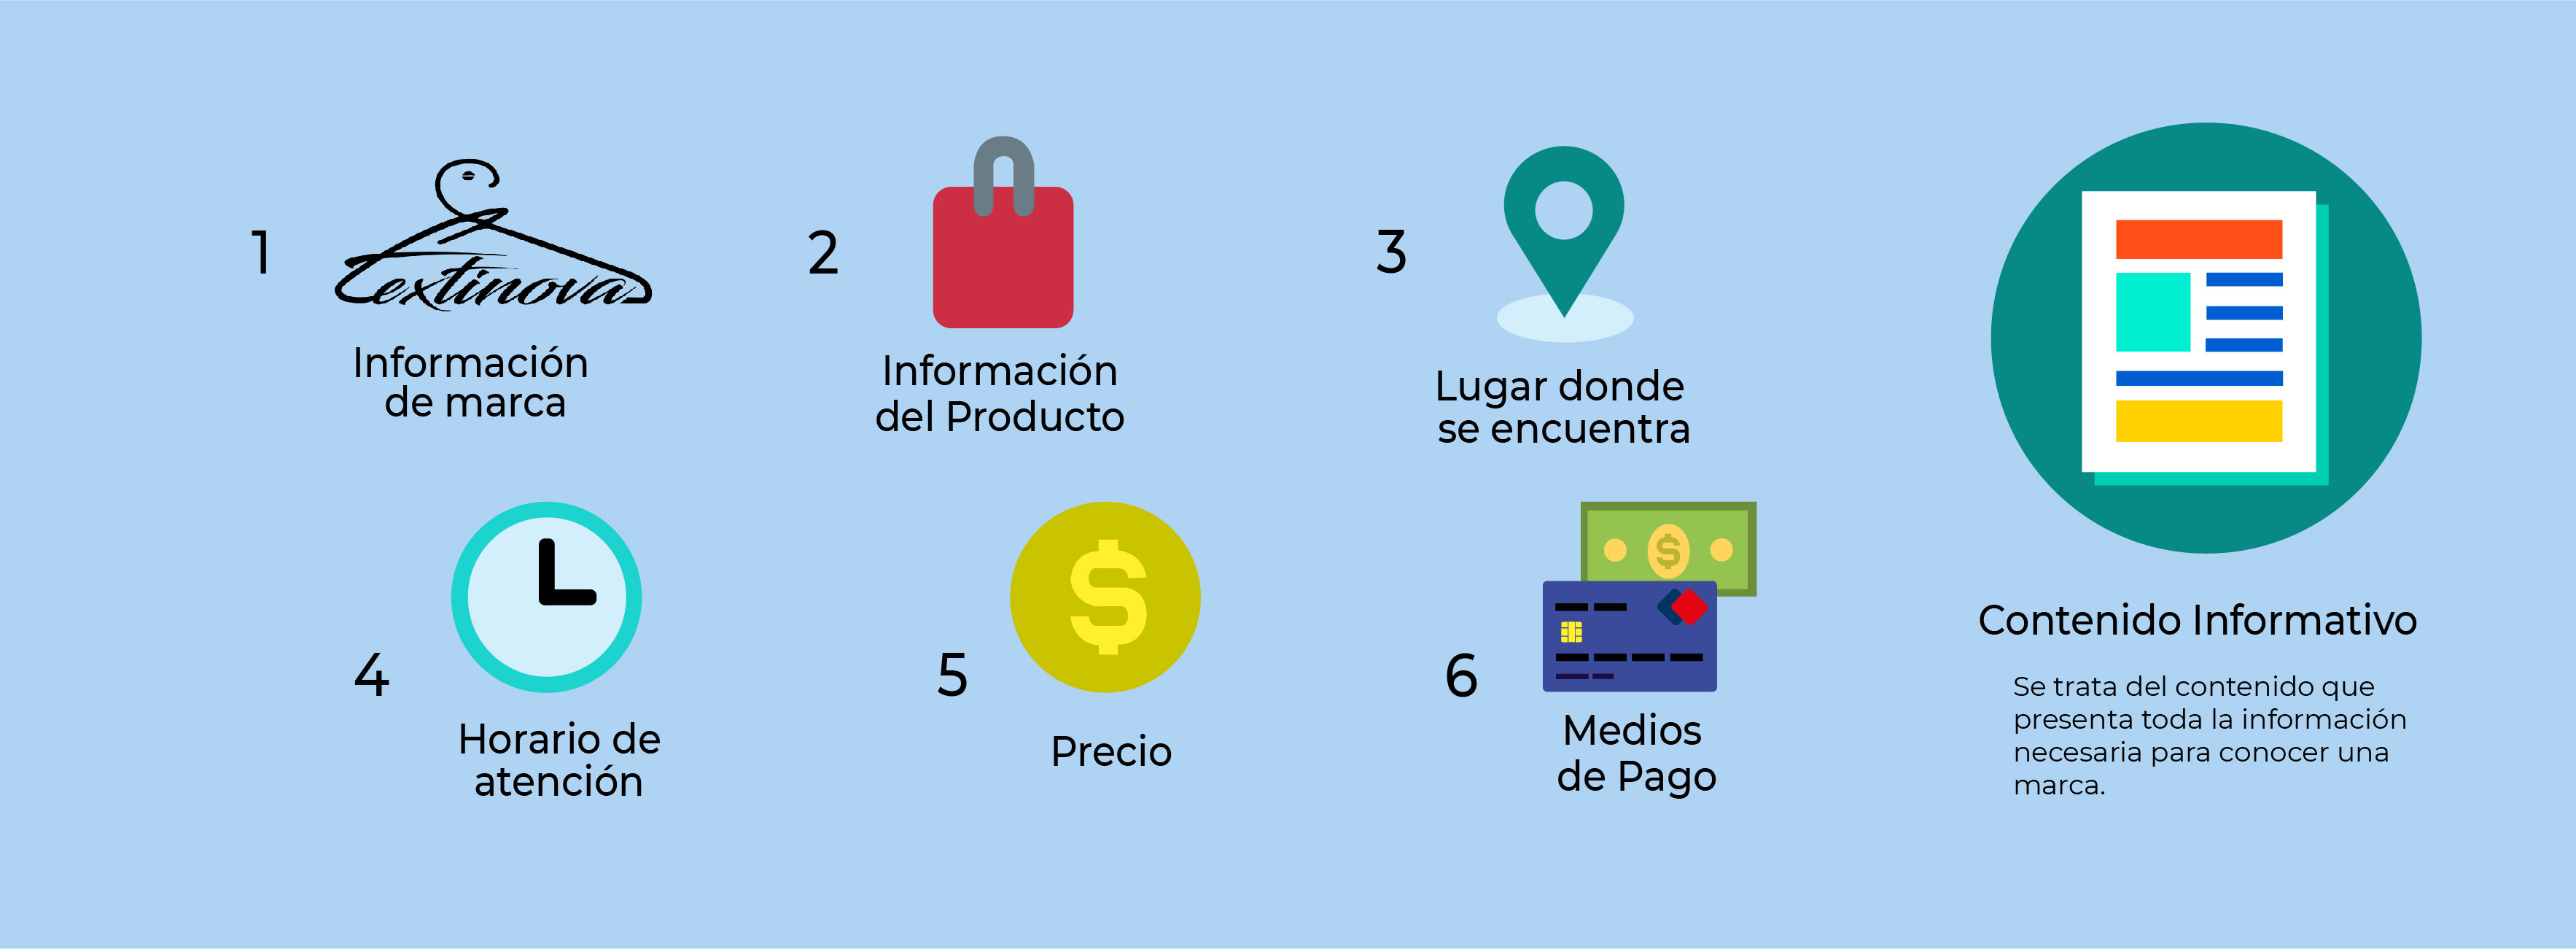 1
Textinova
Información
de marca
2
Información
del Producto
3
Lugar donde
se encuentra
4
Horario de
atención
5
$
Precio
6
$
Medios
de Pago
Contenido Informativo
Se trata del contenido que
presenta toda la información
necesaria para conocer una
marca.